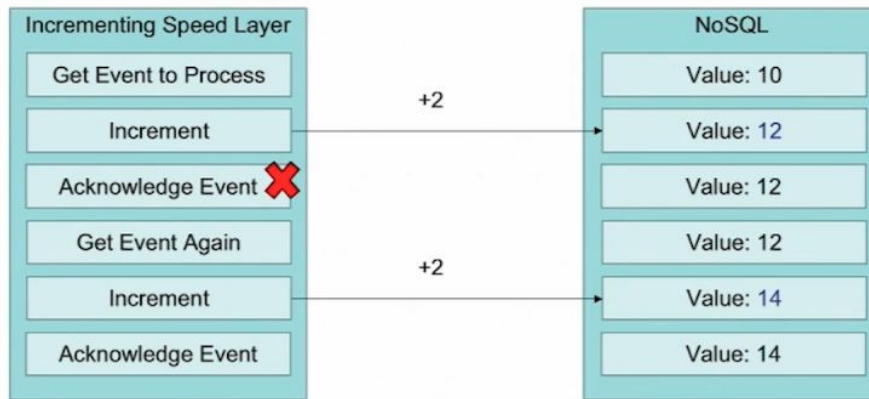 Incrementing Speed Layer
Get Event to Process
Increment
Acknowledge Event
Get Event Again
Increment
Acknowledge Event
+2
+2
NoSQL
Value: 10
Value: 12
Value: 12
Value: 12
Value: 14
Value: 14